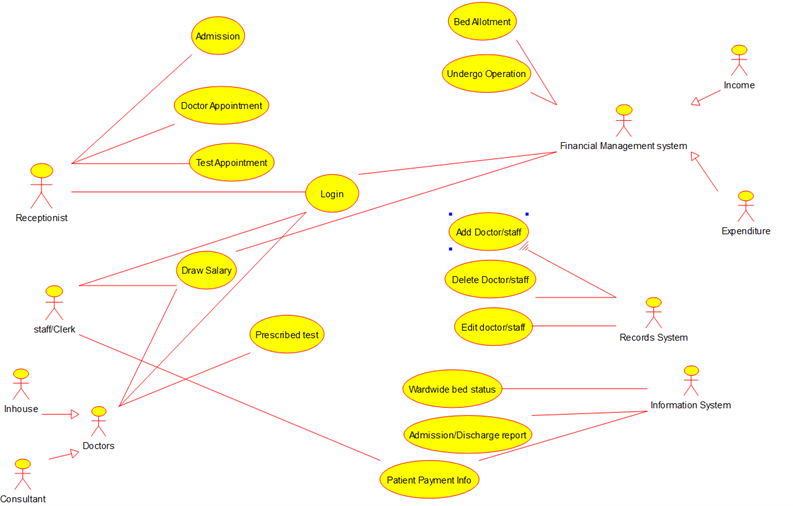 Bed Allotment
Admission
Undergo Operation
Income
Doctor Appointment
Financial Management system
Test Appointment
Login
Receptionist
Add Doctor/staff
Expenditure
Draw Salary
Delete Doctor/staff
staff/Clerk
Prescribed test
Edit doctor/staff
Records System
Wardwide bed status
Information System
Inhouse
Admission/Discharge report
Doctors
Patient Payment Info
Consultant